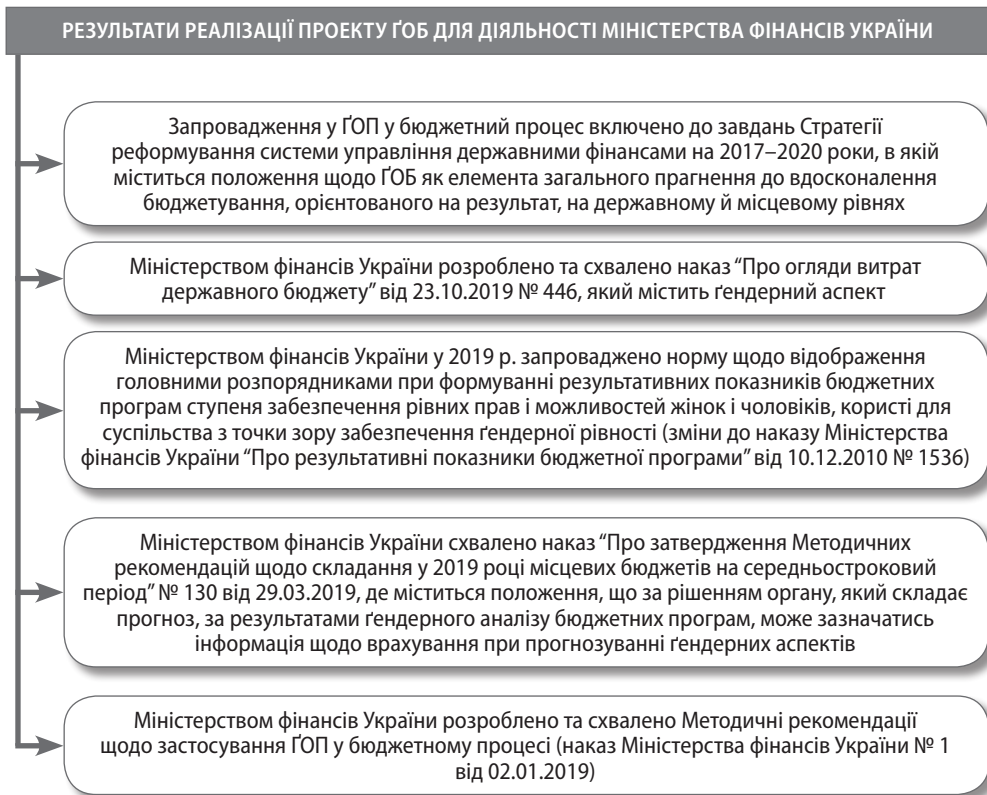 РЕЗУЛЬТАТИ РЕАЛІЗАЦІЇ ПРОЕКТУ ҐОБ ДЛЯ ДІЯЛЬНОСТІ МІНІСТЕРСТВА ФІНАНСІВ УКРАЇНИ
Запровадження у ҐОП у бюджетний процес включено до завдань Стратегії
реформування системи управління державними фінансами на 2017–2020 роки, в якій
міститься положення щодо ҐОБ як елемента загального прагнення до вдосконалення
бюджетування, орієнтованого на результат, на державному й місцевому рівнях
Міністерством фінансів України розроблено та схвалено наказ “Про огляди витрат
державного бюджету” від 23.10.2019 № 446, який містить ґендерний аспект
Міністерством фінансів України у 2019 р. запроваджено норму щодо відображення
головними розпорядниками при формуванні результативних показників бюджетних
програм ступеня забезпечення рівних прав і можливостей жінок і чоловіків, користі для
суспільства з точки зору забезпечення ґендерної рівності (зміни до наказу Міністерства
фінансів України “Про результативні показники бюджетної програми” від 10.12.2010 № 1536)
Міністерством фінансів України схвалено наказ “Про затвердження Методичних
рекомендацій щодо складання у 2019 році місцевих бюджетів на середньостроковий
період” № 130 від 29.03.2019, де міститься положення, що за рішенням органу, який складає
прогноз, за результатами ґендерного аналізу бюджетних програм, може зазначатись
інформація щодо врахування при прогнозуванні ґендерних аспектів
Міністерством фінансів України розроблено та схвалено Методичні рекомендації
щодо застосування ҐОП у бюджетному процесі (наказ Міністерства фінансів України № 1
від 02.01.2019)